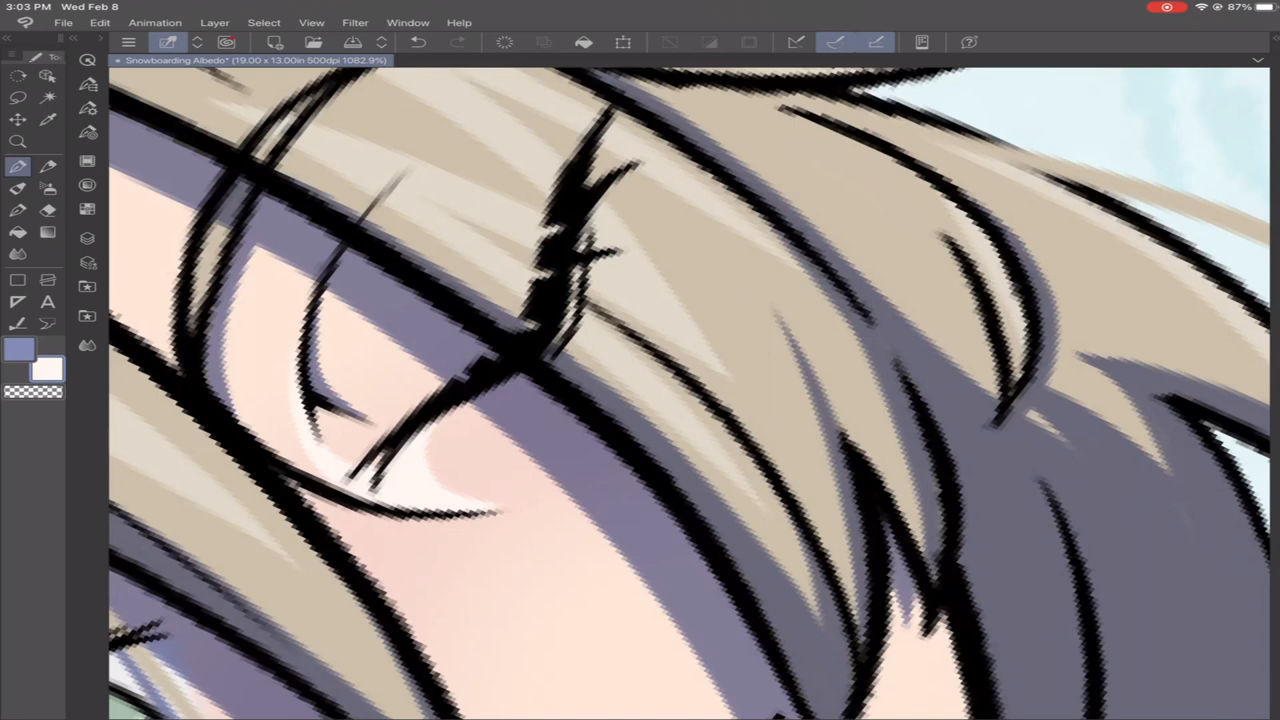 3:03 PM Wed Feb 8
87%
File Edit Animation Layer Select View Filter Window Help
To
Snowboarding Albedo* (19.00 x 13.00in 500dpi 1082.9%)
A